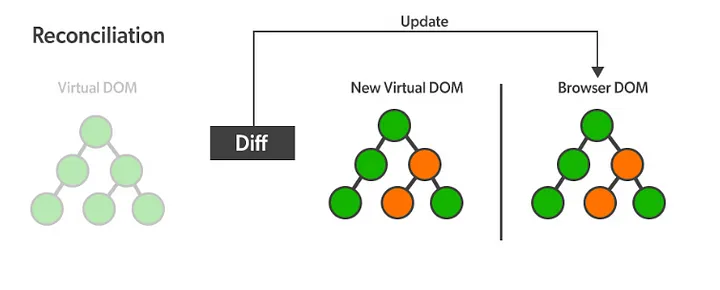 Update
Reconciliation
Virtual DOM
New Virtual DOM
Browser DOM
Diff